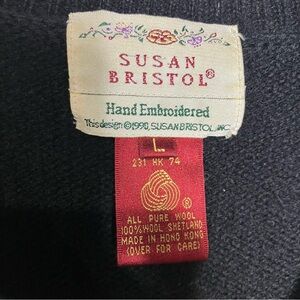 SUSAN
BRISTOL®
Hand Embroidered
This design ©1990, SUSAN BRISTOL, INC.
L
231 HK 74
®
ALL PURE WOOL
100% WOOL SHETLAND
MADE IN HONG KONG
(OVER FOR CARE)